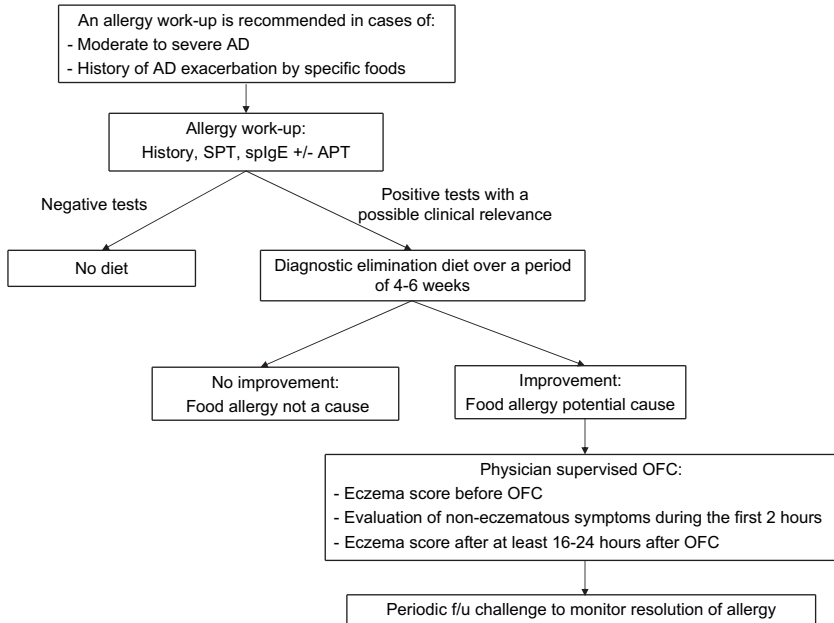 An allergy work-up is recommended in cases of:
- Moderate to severe AD
- History of AD exacerbation by specific foods
Allergy work-up:
History, SPT, spIgE +/- APT
Negative tests
Positive tests with a
possible clinical relevance
No diet
Diagnostic elimination diet over a period
of 4-6 weeks
No improvement:
Food allergy not a cause
Improvement:
Food allergy potential cause
Physician supervised OFC:
- Eczema score before OFC
- Evaluation of non-eczematous symptoms during the first 2 hours
- Eczema score after at least 16-24 hours after OFC
Periodic f/u challenge to monitor resolution of allergy